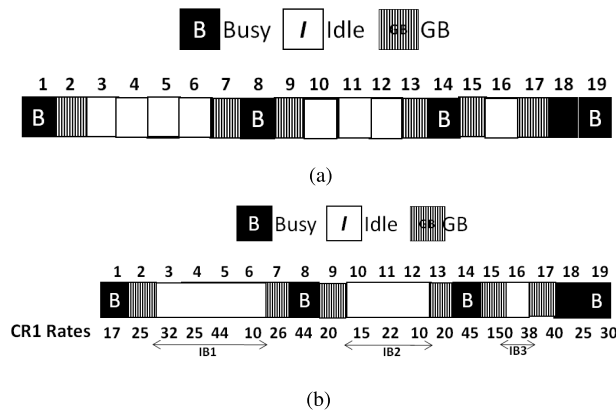 B Busy I Idle GB GB
1 2 3 4 5 6 7 8 9 10 11 12 13 14 15 16 17 18 19
B B B B
(a)
B Busy I Idle GB GB
1 2 3 4 5 6 7 8 9 10 11 12 13 14 15 16 17 18 19
B B B B
CR1 Rates 17 25 32 25 44 10 26 44 20 15 22 10 20 45 150 38 40 25 30
IB1 IB2 IB3
(b)